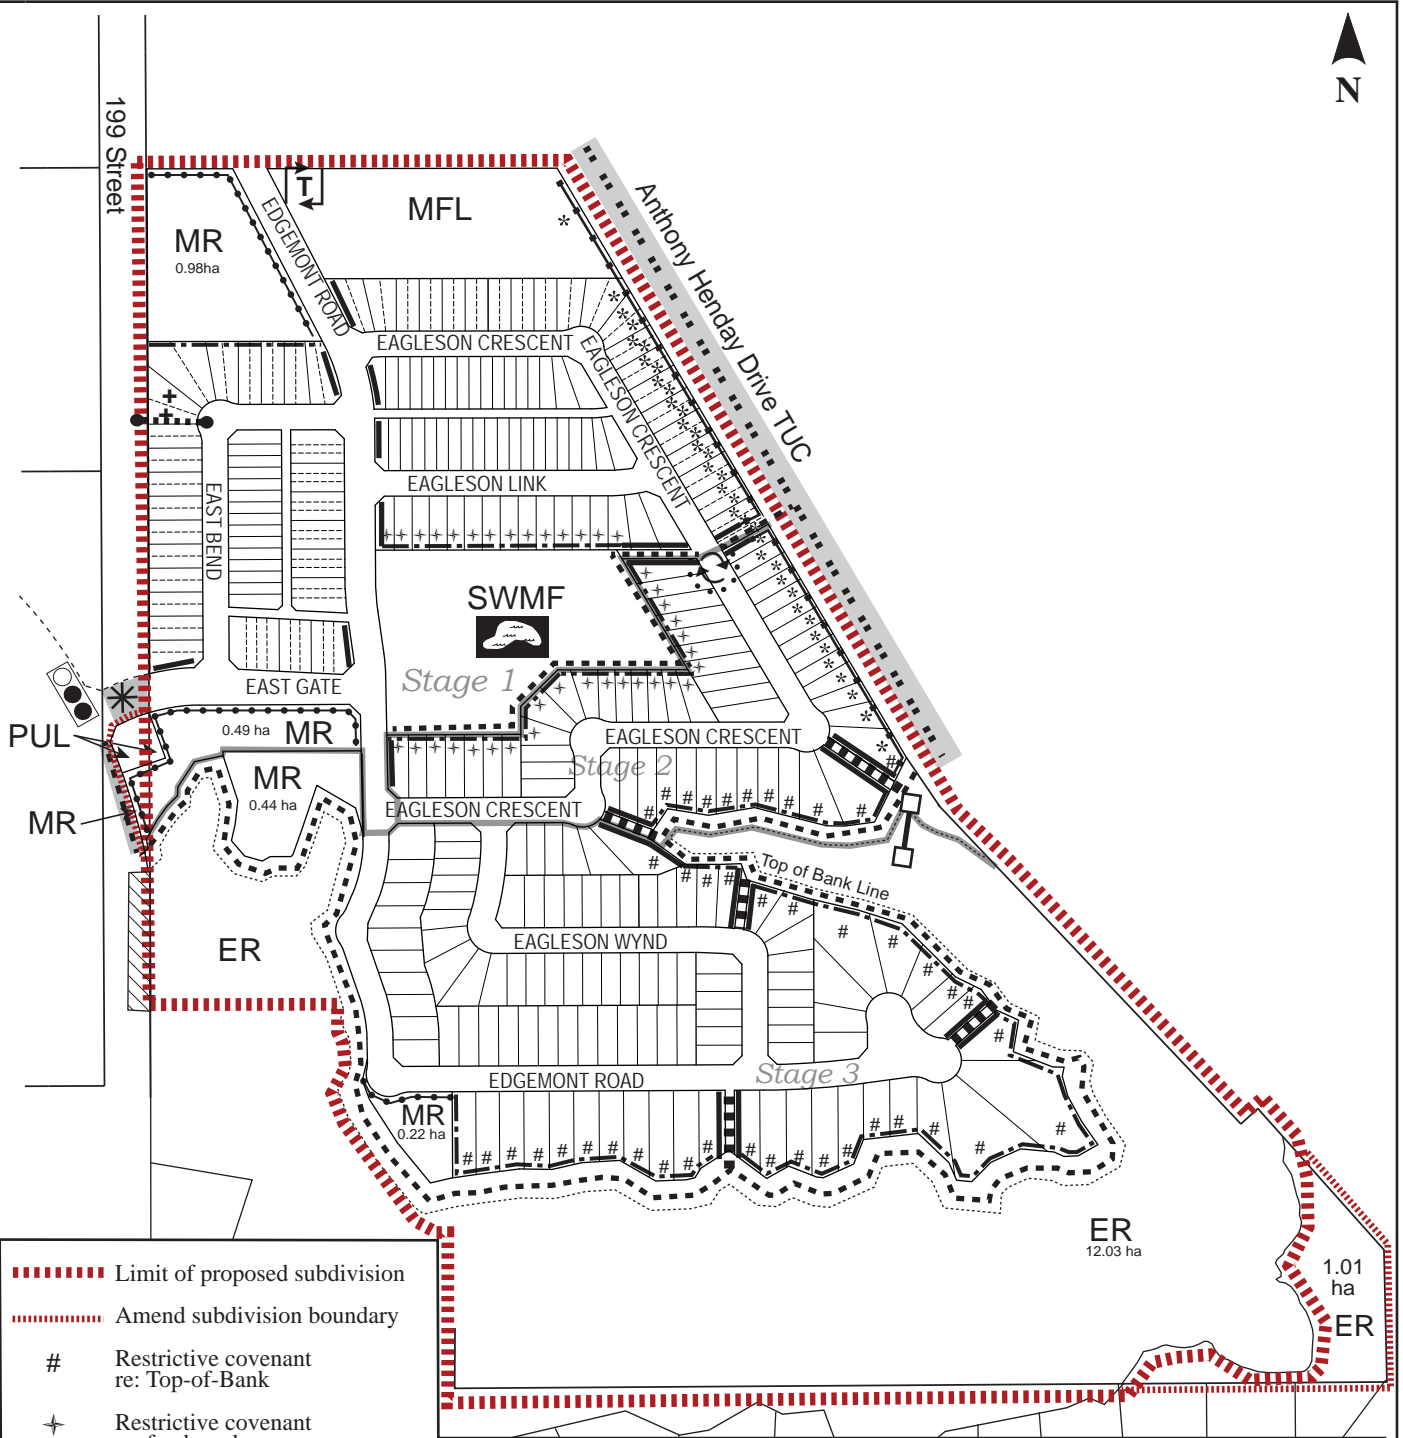 N
199 Street
T
MFL
MR
0.98ha
EDGEMONT ROAD
Anthony Henday Drive TUC
EAGLESON CRESCENT
EAGLESON CRESCENT
EAGLESON LINK
EAST BEND
SWMF
Stage 1
EAST GATE
PUL
0.49 ha MR
EAGLESON CRESCENT
Stage 2
MR
0.44 ha
EAGLESON CRESCENT
MR
Top of Bank Line
ER
EAGLESON WYND
Stage 3
EDGEMONT ROAD
MR
0.22 ha
ER
12.03 ha
1.01
ha
ER
Limit of proposed subdivision
Amend subdivision boundary
# Restrictive covenant
re: Top-of-Bank
Restrictive covenant